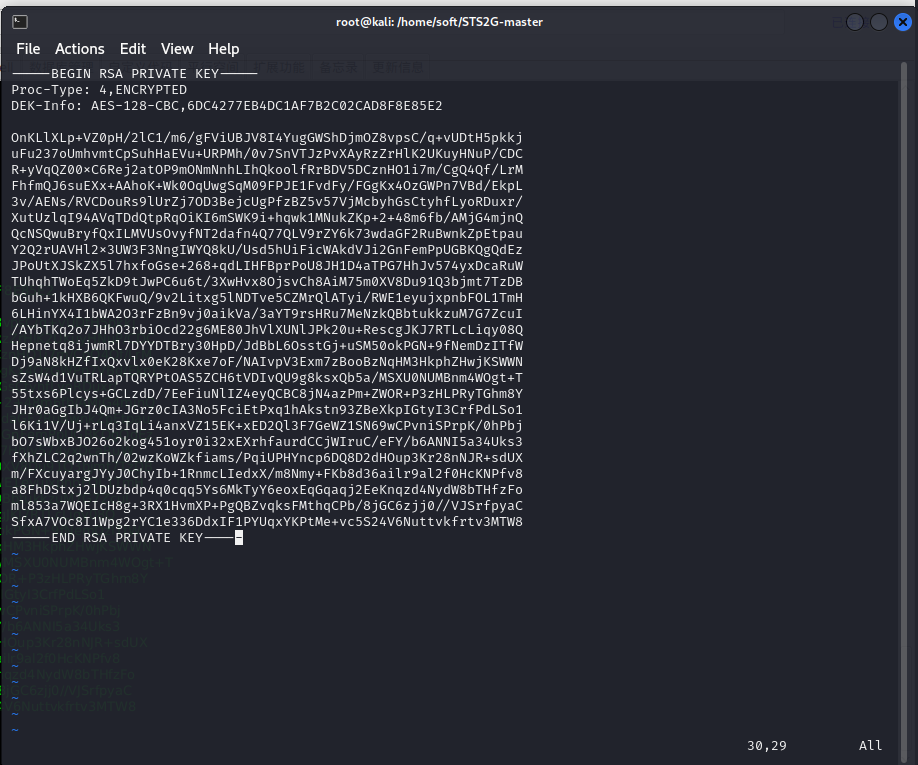 root@kali: /home/soft/STS2G-master
File Actions Edit View Help
-----BEGIN RSA PRIVATE KEY-----
Proc-Type: 4,ENCRYPTED
DEK-Info: AES-128-CBC,6DC4277EB4DC1AF7B2C02CAD8F8E85E2
OnKLlXLp+VZ0pH/2lC1/m6/gFViUBJV8I4YugGWShDjmOZ8vpsC/q+vUDtH5pkkj
uFu237oUmhvmtCpSuhHaEVu+URPMh/0v7SnVTJzPvXAyRzZrHlK2UKuyHNuP/CDC
R+yVqQZ00×C6Rej2atOP9mONmNnhLIhQkoolfRrBDV5DCznHO1i7m/CgQ4Qf/LrM
FhfmQJ6suEXx+AAhoK+Wk0OqUwgSqM09FPJE1FvdFy/FGgKx4OzGWPn7VBd/EkpL
3v/AENs/RVCDouRs9lUrZj7OD3BejcUgPfzBZ5v57VjMcbyhGsCtyhfLyoRDuxr/
XutUzlqI94AVqTDdQtpRqOiKI6mSWK9i+hqwk1MNukZKp+2+48m6fb/AMjG4mjnQ
QcNSQwuBryfQxILMVUsOvyfNT2dafn4Q77QLV9rZY6k73wdaGF2RuBwnkZpEtpau
Y2Q2rUAVHl2×3UW3F3NngIWYQ8kU/Usd5hUiFicWAkdVJi2GnFemPpUGBKQgQdEz
JPoUtXJSkZX5l7hxfoGse+268+qdLIHFBprPoU8JH1D4aTPG7HhJv574yxDcaRuW
TUhqhTWoEq5ZkD9tJwPC6u6t/3XwHvx8OjsvCh8AiM75m0XV8Du91Q3bjmt7TzDB
bGuh+1kHXB6QKFwuQ/9v2Litxg5lNDTve5CZMrQlATyi/RWE1eyujxpnbFOL1TmH
6LHinYX4I1bWA2O3rFzBn9vj0aikVa/3aYT9rsHRu7MeNzkQBbtukkzuM7G7ZcuI
/AYbTKq2o7JHhO3rbiOcd22g6ME80JhVlXUNlJPk20u+RescgJKJ7RTLcLiqy08Q
Hepnetq8ijwmRl7DYYDTBry30HpD/JdBbL6OsstGj+uSM50okPGN+9fNemDzITfW
Dj9aN8kHZfIxQxvlx0eK28Kxe7oF/NAIvpV3Exm7zBooBzNqHM3HkphZHwjKSWWN
sZsW4d1VuTRLapTQRYPtOAS5ZCH6tVDIvQU9g8ksxQb5a/MSXU0NUMBnm4WOgt+T
55txs6Plcys+GCLzdD/7EeFiuNlIZ4eyQCBC8jN4azPm+ZWOR+P3zHLPRyTGhm8Y
JHr0aGgIbJ4Qm+JGrz0cIA3No5FciEtPxq1hAkstn93ZBeXkpIGtyI3CrfPdLSo1
l6Ki1V/Uj+rLq3IqLi4anxVZ15EK+xED2Ql3F7GeWZ1SN69wCPvniSPrpK/0hPbj
bO7sWbxBJO26o2kog451oyr0i32xEXrhfaurdCCjWIruC/eFY/b6ANNI5a34Uks3
fXhZLC2q2wnTh/02wzKoWZkfiams/PqiUPHYncp6DQ8D2dHOup3Kr28nNJR+sdUX
m/FXcuyargJYyJ0ChyIb+1RnmcLIedxX/m8Nmy+FKb8d36ailr9al2f0HcKNPfv8
a8FhDStxj2lDUzbdp4q0cqq5Ys6MkTyY6eoxEqGqaqj2EeKnqzd4NydW8bTHfzFo
ml853a7WQEIcH8g+3RX1HvmXP+PgQBZvqksFMthqCPb/8jGC6zjj0//VJSrfpyaC
SfxA7VOc8I1Wpg2rYC1e336DdxIF1PYUqxYKPtMe+vc5S24V6Nuttvkfrtv3MTW8
-----END RSA PRIVATE KEY-----
~
~
~
~
~
~
~
~
~
~
~
~
30,29 All